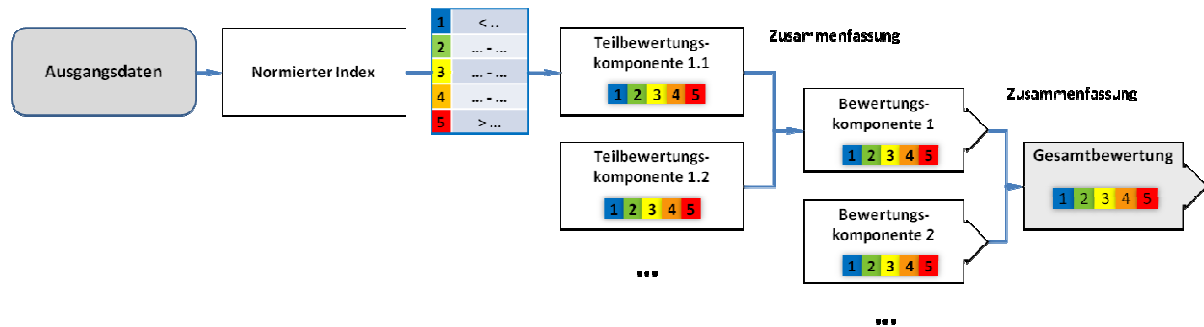 Ausgangsdaten
Normierter Index
1 < ..
2 ... - ...
3 ... - ...
4 ... - ...
5 > ...
Teilbewertungs-
komponente 1.1
1 2 3 4 5
Teilbewertungs-
komponente 1.2
1 2 3 4 5
...
Zusammenfassung
Bewertungs-
komponente 1
1 2 3 4 5
Bewertungs-
komponente 2
1 2 3 4 5
...
Zusammenfassung
Gesamtbewertung
1 2 3 4 5